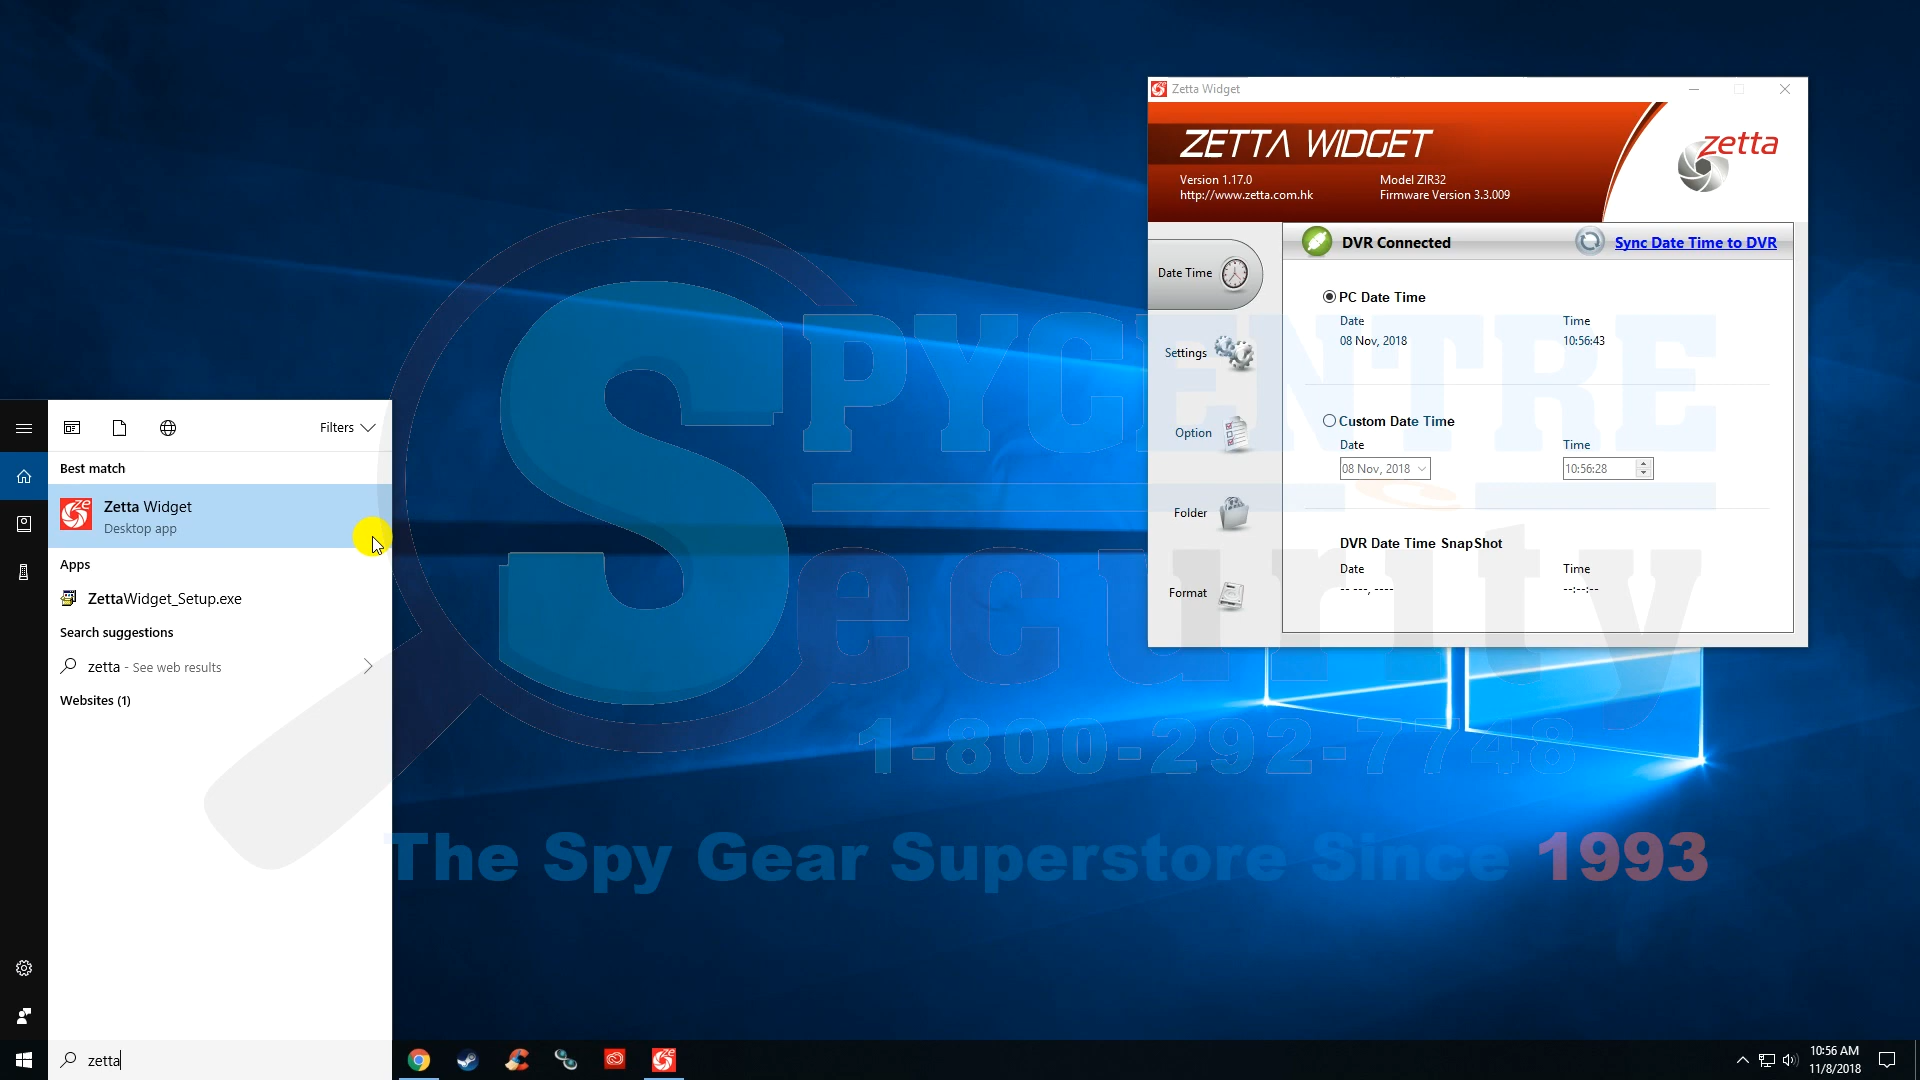 Zetta Widget
ZETTA WIDGET
zetta
Version 1.17.0
Model ZIR32
http://www.zetta.com.hk
Firmware Version 3.3.009
DVR Connected
Sync Date Time to DVR
Date Time
Settings
Option
Folder
Format
PC Date Time
Date
Time
08 Nov, 2018
10:56:43
Custom Date Time
Date
Time
08 Nov, 2018
10:56:28
DVR Date Time SnapShot
Date
Time
-- ---, ----
--:--:--
Filters
Best match
Zetta Widget
Desktop app
Apps
ZettaWidget_Setup.exe
Search suggestions
zetta - See web results
Websites (1)
SPYCENTRE
Security
1-800-292-7748
The Spy Gear Superstore Since 1993
zetta
10:56 AM
11/8/2018